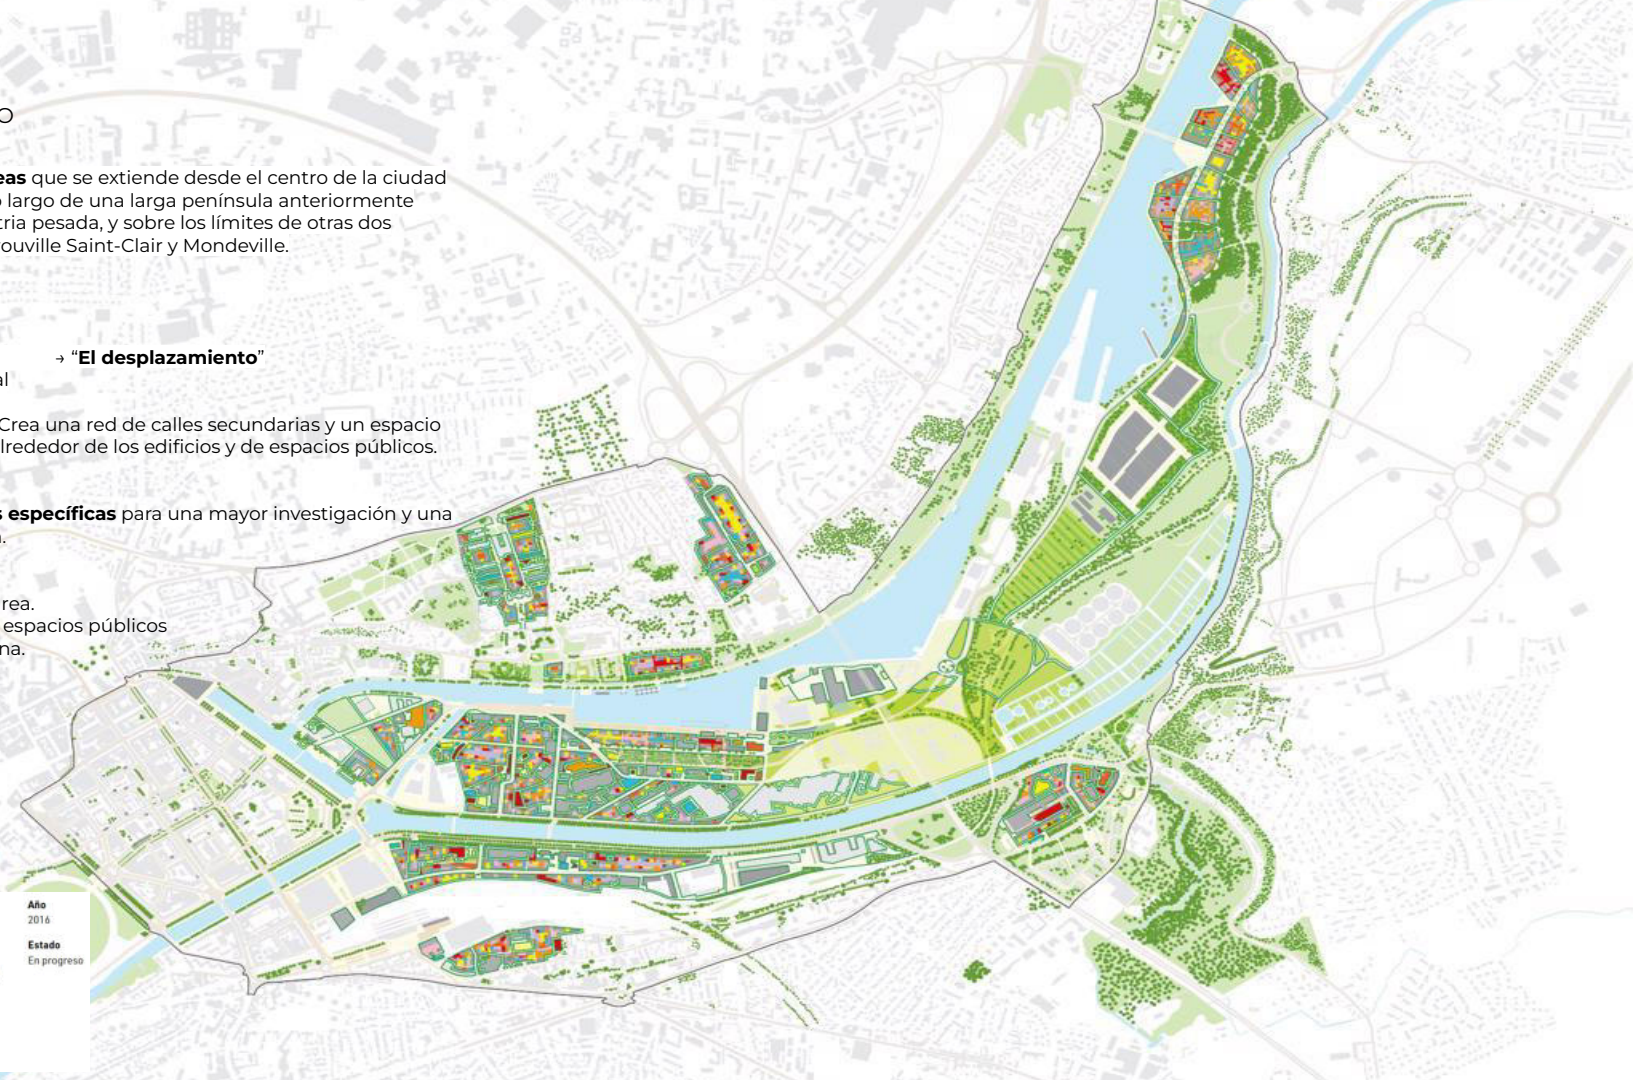 O
eas que se extiende desde el centro de la ciudad
o largo de una larga península anteriormente
tria pesada, y sobre los límites de otras dos
ouville Saint-Clair y Mondeville.
→ “El desplazamiento”
al
Crea una red de calles secundarias y un espacio
lrededor de los edificios y de espacios públicos.
s específicas para una mayor investigación y una
.
rea.
espacios públicos
na.
Año
2016
Estado
En progreso